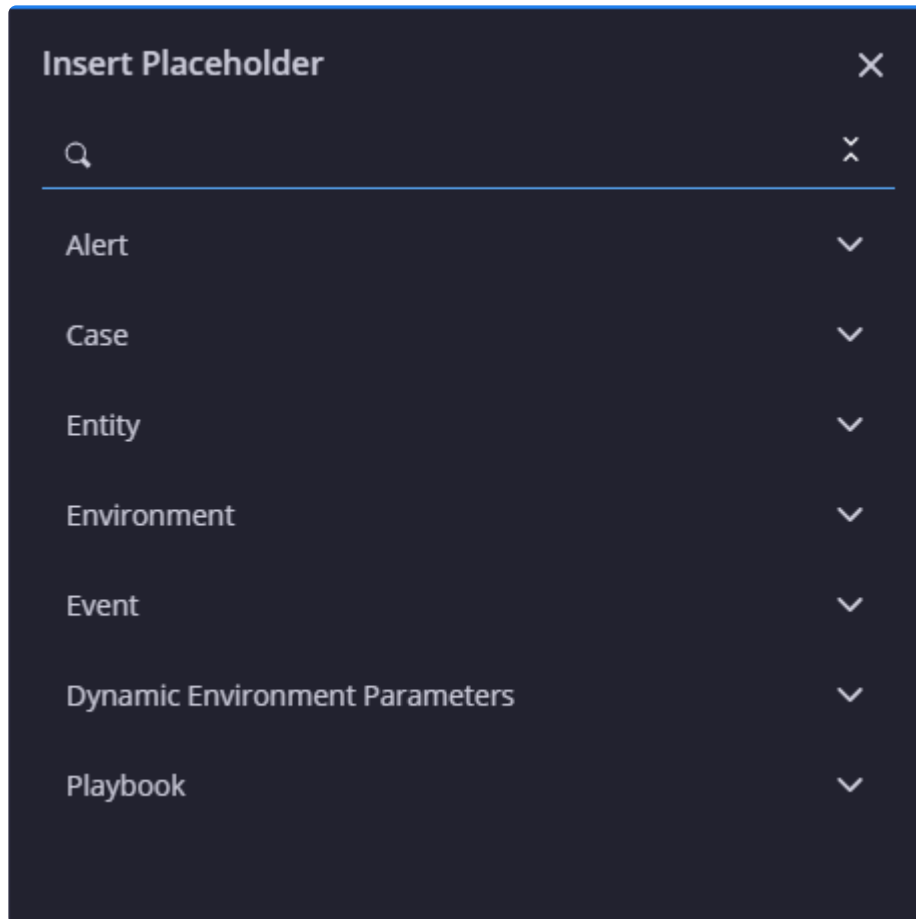 Insert Placeholder
Alert
Case
Entity
Environment
Event
Dynamic Environment Parameters
Playbook